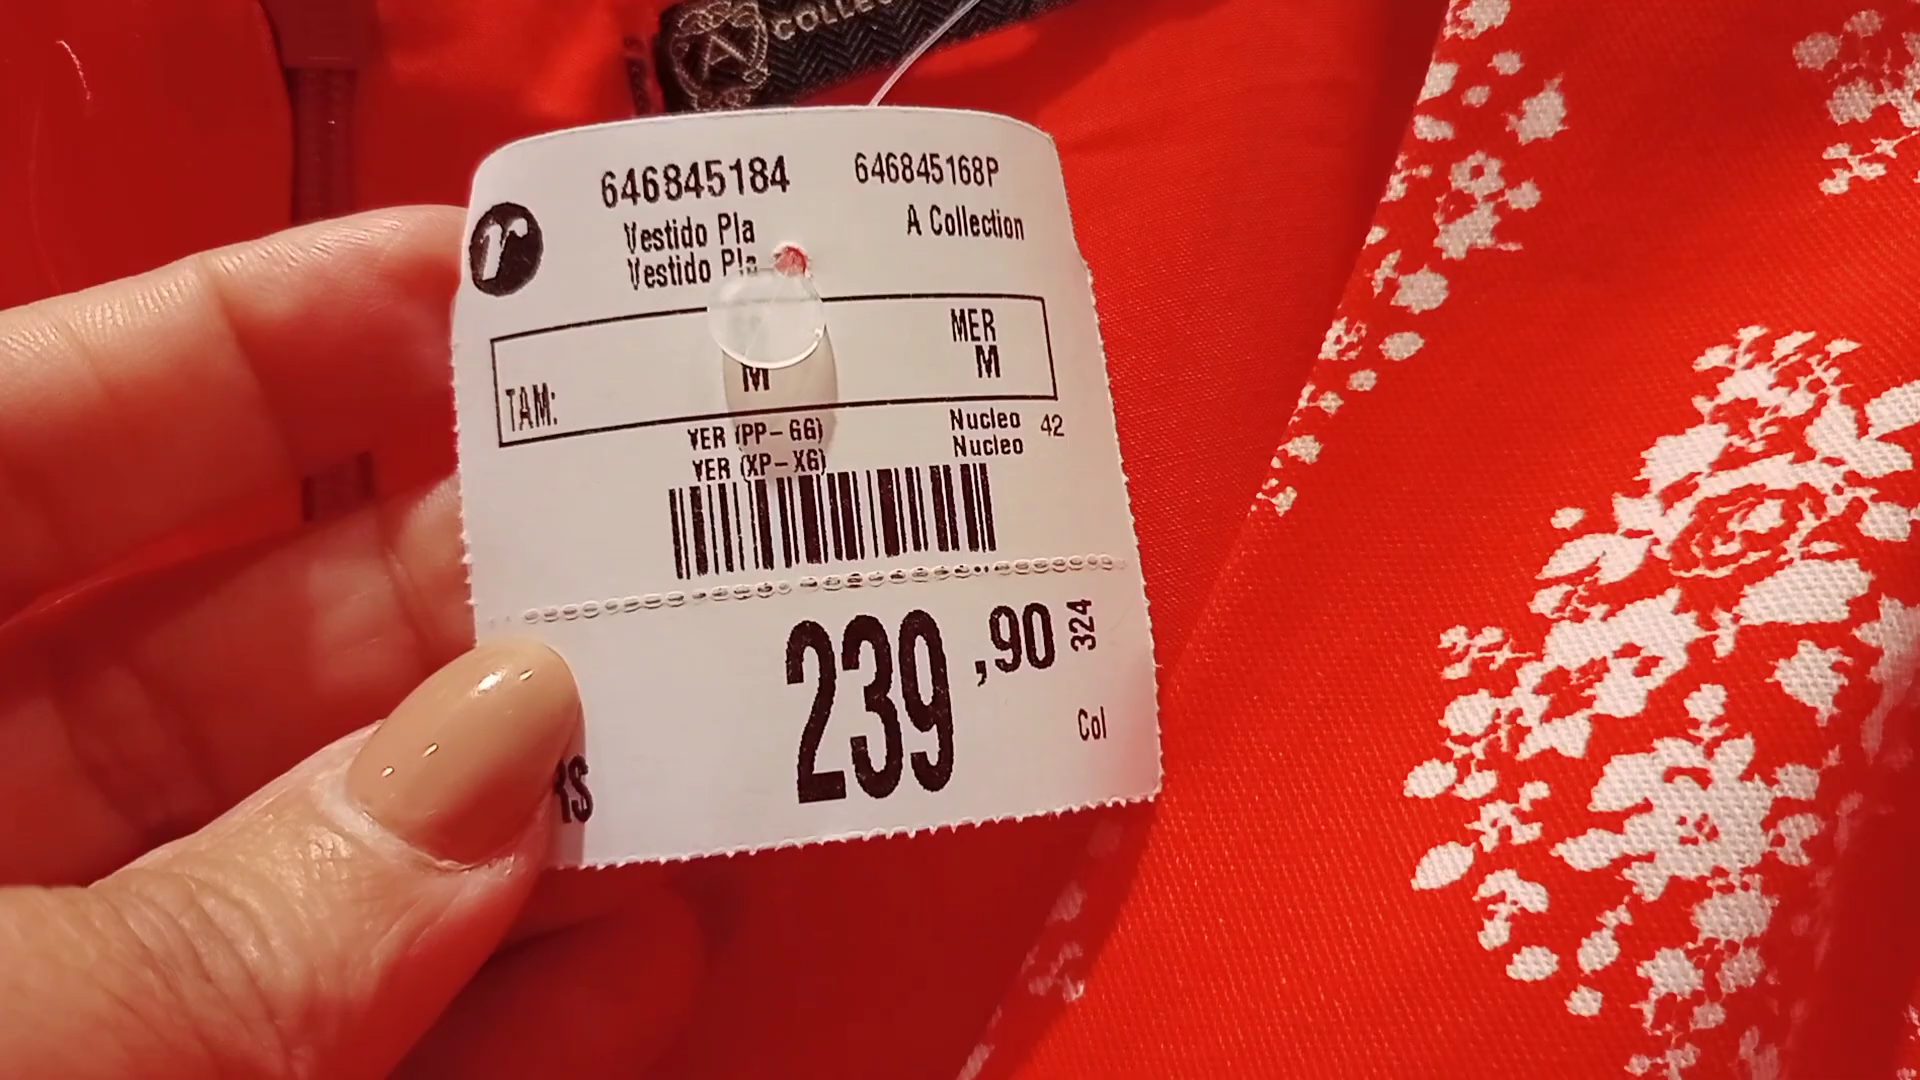 A
646845184 646845168P
r
Vestido Pla A Collection
Vestido Pla
MER
TAM: M M
VER (PP-GG) Nucleo 42
VER (XP-XG) Nucleo
239,90 324
Col
RS